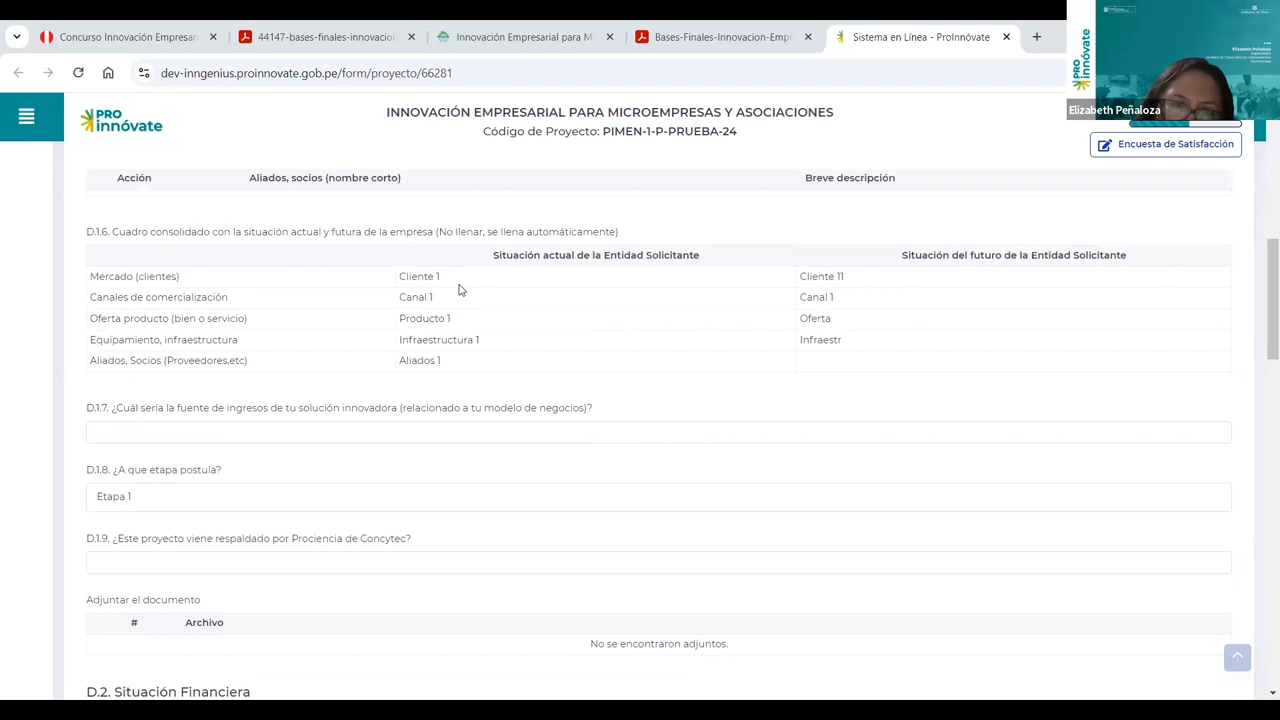 Concurso Innovación Empresar
44147-bases-finales-innovacion
Innovación Empresarial para Mi
Bases-Finales-Innovacion-Empr
Sistema en Línea - ProInnóvate
dev-inngenius.proinnovate.gob.pe/form/proyecto/66281
PRO innóvate
Elizabeth Peñaloza
Elizabeth Peñaloza
PRO
innóvate
INNOVACIÓN EMPRESARIAL PARA MICROEMPRESAS Y ASOCIACIONES
Código de Proyecto: PIMEN-1-P-PRUEBA-24
Encuesta de Satisfacción
Acción Aliados, socios (nombre corto) Breve descripción
D.1.6. Cuadro consolidado con la situación actual y futura de la empresa (No llenar, se llena automáticamente)
Situación actual de la Entidad Solicitante Situación del futuro de la Entidad Solicitante
Mercado (clientes) Cliente 1 Cliente 11
Canales de comercialización Canal 1 Canal 1
Oferta producto (bien o servicio) Producto 1 Oferta
Equipamiento, infraestructura Infraestructura 1 Infraestr
Aliados, Socios (Proveedores,etc) Aliados 1
D.1.7. ¿Cuál sería la fuente de ingresos de tu solución innovadora (relacionado a tu modelo de negocios)?
D.1.8. ¿A que etapa postula?
Etapa 1
D.1.9. ¿Este proyecto viene respaldado por Prociencia de Concytec?
Adjuntar el documento
# Archivo
No se encontraron adjuntos.
D.2. Situación Financiera